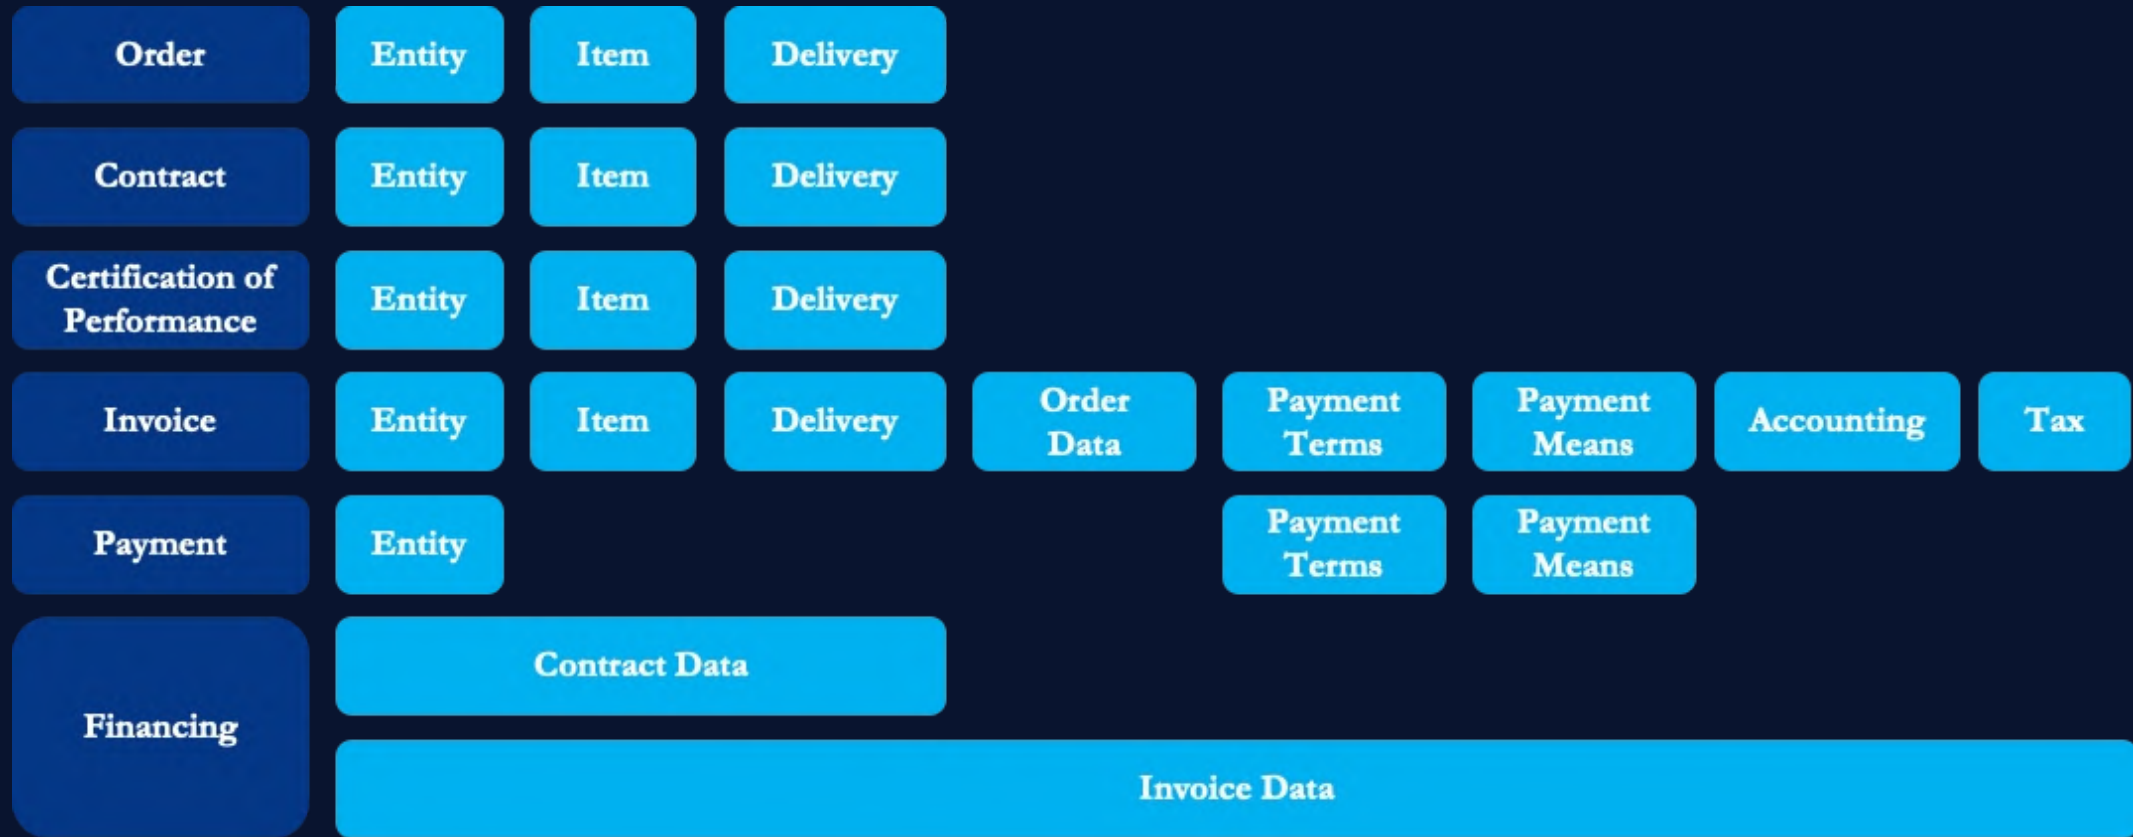 Order
Entity
Item
Delivery
Contract
Entity
Item
Delivery
Certification of
Performance
Entity
Item
Delivery
Invoice
Entity
Item
Delivery
Order
Data
Payment
Terms
Payment
Means
Accounting
Tax
Payment
Entity
Payment
Terms
Payment
Means
Financing
Contract Data
Invoice Data